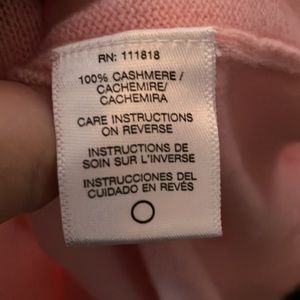 RN: 111818
100% CASHMERE/
CACHEMIRE/
CACHEMIRA
CARE INSTRUCTIONS
ON REVERSE
INSTRUCTIONS DE
SOIN SUR L'INVERSE
INSTRUCCIONES DEL
CUIDADO EN REVÉS